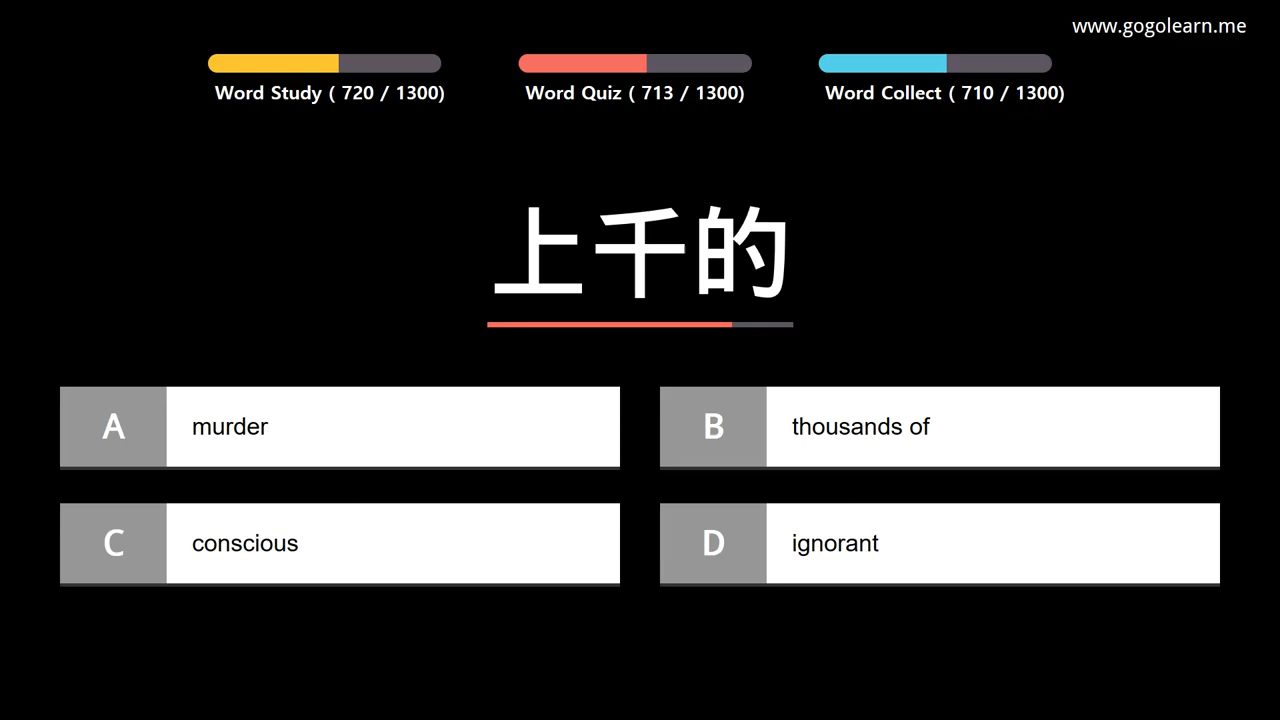 www.gogolearn.me
Word Study ( 720 / 1300)
Word Quiz ( 713 / 1300)
Word Collect ( 710 / 1300)
上千的
A murder
B thousands of
C conscious
D ignorant